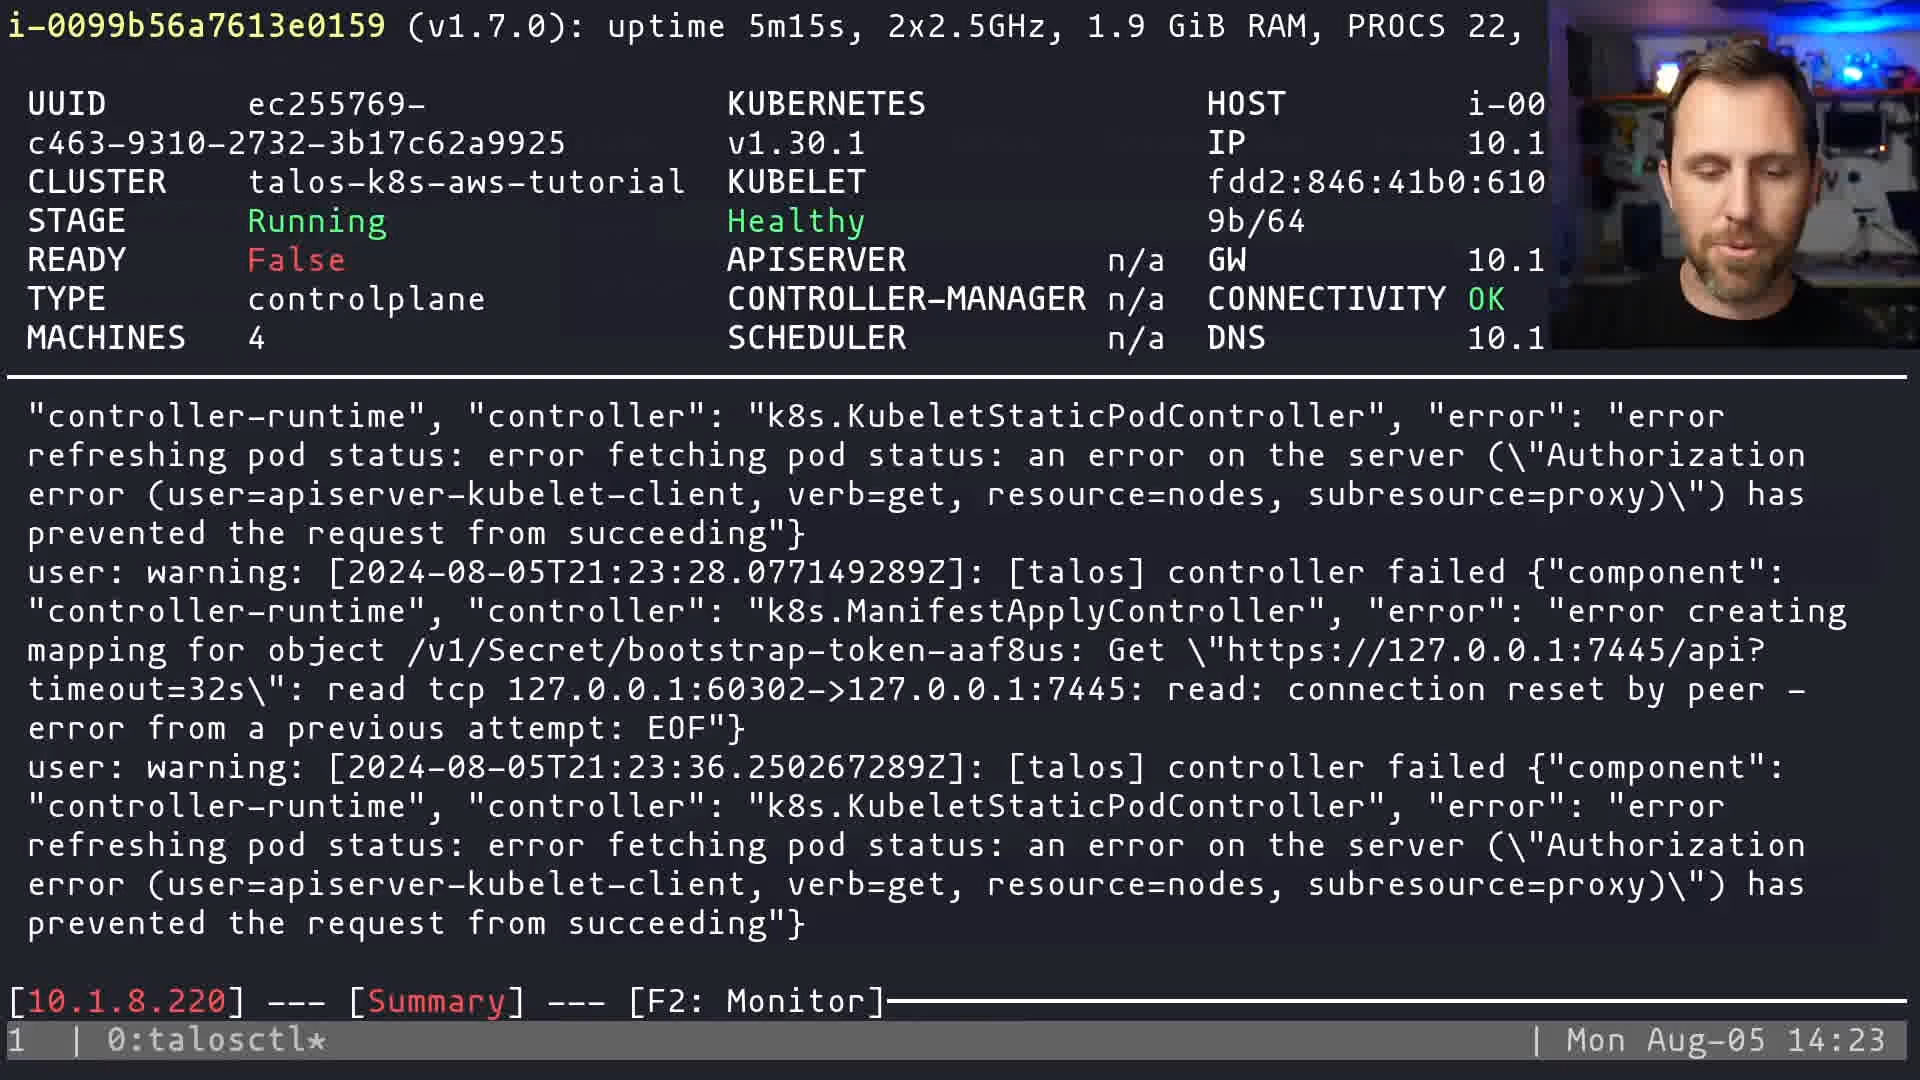 i-0099b56a7613e0159 (v1.7.0): uptime 5m15s, 2x2.5GHz, 1.9 GiB RAM, PROCS 22,
UUID ec255769- KUBERNETES HOST i-00
c463-9310-2732-3b17c62a9925 v1.30.1 IP 10.1
CLUSTER talos-k8s-aws-tutorial KUBELET fdd2:846:41b0:610
STAGE Running Healthy 9b/64
READY False APISERVER n/a GW 10.1
TYPE controlplane CONTROLLER-MANAGER n/a CONNECTIVITY OK
MACHINES 4 SCHEDULER n/a DNS 10.1
"controller-runtime", "controller": "k8s.KubeletStaticPodController", "error": "error
refreshing pod status: error fetching pod status: an error on the server (\"Authorization
error (user=apiserver-kubelet-client, verb=get, resource=nodes, subresource=proxy)\") has
prevented the request from succeeding"}
user: warning: [2024-08-05T21:23:28.077149289Z]: [talos] controller failed {"component":
"controller-runtime", "controller": "k8s.ManifestApplyController", "error": "error creating
mapping for object /v1/Secret/bootstrap-token-aaf8us: Get \"https://127.0.0.1:7445/api?
timeout=32s\": read tcp 127.0.0.1:60302->127.0.0.1:7445: read: connection reset by peer -
error from a previous attempt: EOF"}
user: warning: [2024-08-05T21:23:36.250267289Z]: [talos] controller failed {"component":
"controller-runtime", "controller": "k8s.KubeletStaticPodController", "error": "error
refreshing pod status: error fetching pod status: an error on the server (\"Authorization
error (user=apiserver-kubelet-client, verb=get, resource=nodes, subresource=proxy)\") has
prevented the request from succeeding"}
[10.1.8.220] --- [Summary] --- [F2: Monitor]
1 | 0:talosctl* | Mon Aug-05 14:23